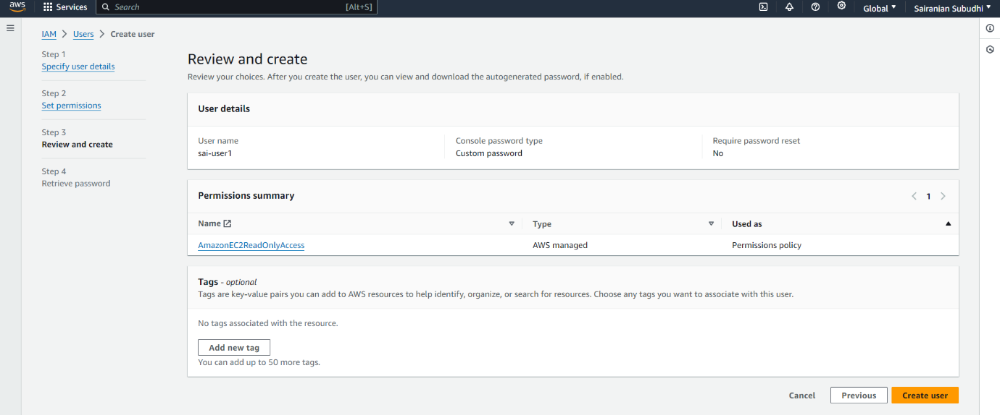 aws
Services
Search [Alt+S]
Global
Sairanjan Subudhi
IAM > Users > Create user
Step 1
Specify user details
Step 2
Set permissions
Step 3
Review and create
Step 4
Retrieve password
Review and create
Review your choices. After you create the user, you can view and download the autogenerated password, if enabled.
User details
User name
sai-user1
Console password type
Custom password
Require password reset
No
Permissions summary
1
Name
Type
Used as
AmazonEC2ReadOnlyAccess
AWS managed
Permissions policy
Tags - optional
Tags are key-value pairs you can add to AWS resources to help identify, organize, or search for resources. Choose any tags you want to associate with this user.
No tags associated with the resource.
Add new tag
You can add up to 50 more tags.
Cancel
Previous
Create user